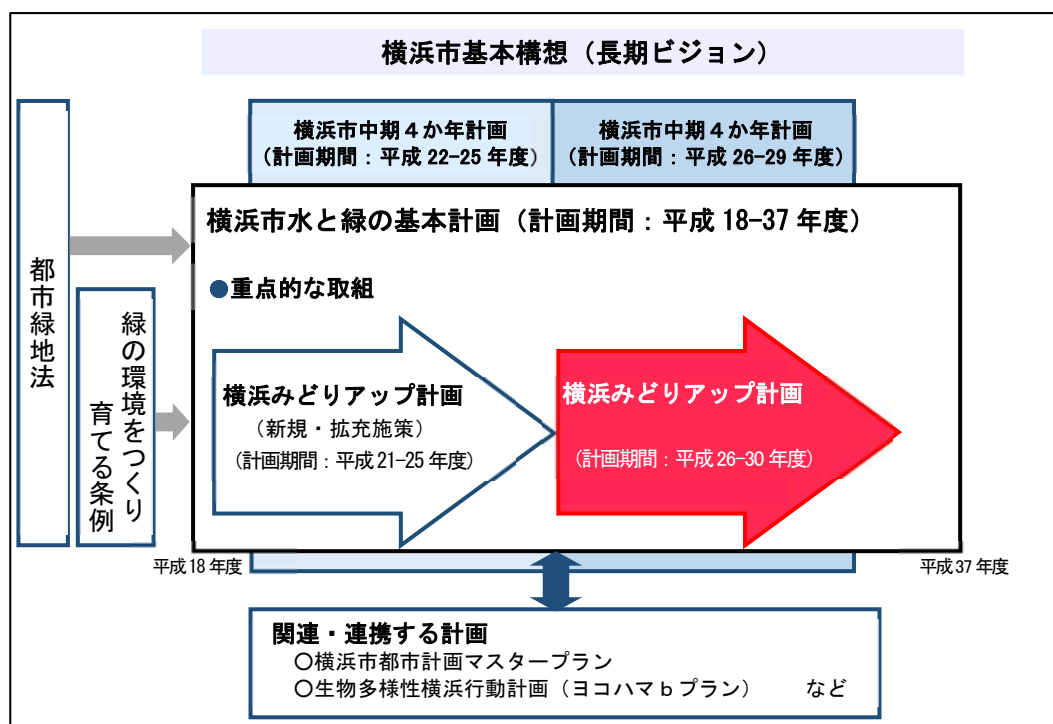 横浜市基本構想（長期ビジョン）
横浜市中期４か年計画
（計画期間：平成 22-25 年度）
横浜市中期４か年計画
（計画期間：平成 26-29 年度）
都市緑地法
緑の環境をつくり
育てる条例
横浜市水と緑の基本計画（計画期間：平成 18-37 年度）
●重点的な取組
横浜みどりアップ計画
（新規・拡充施策）
（計画期間：平成 21-25 年度）
横浜みどりアップ計画
（計画期間：平成 26-30 年度）
平成 18 年度
平成 37 年度
関連・連携する計画
○横浜市都市計画マスタープラン
○生物多様性横浜行動計画（ヨコハマｂプラン）　　など